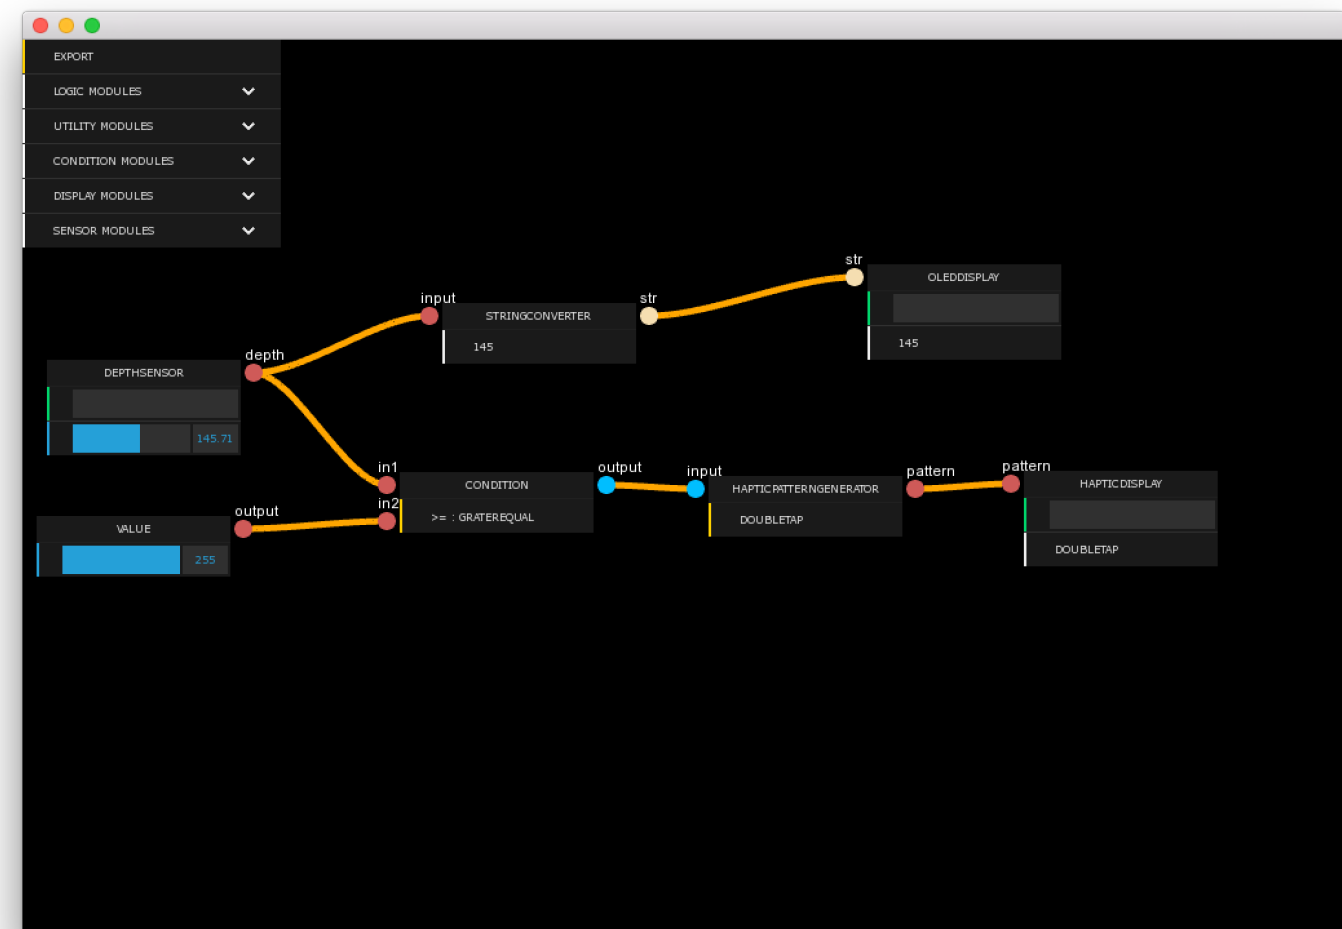 EXPORT
LOGIC MODULES
UTILITY MODULES
CONDITION MODULES
DISPLAY MODULES
SENSOR MODULES
str
OLEDDISPLAY
145
input
STRINGCONVERTER
145
str
depth
DEPTHSENSOR
145.71
in1
in2
CONDITION
>= : GRATEREQUAL
output
input
HAPTICPATTERNGENERATOR
DOUBLETAP
pattern
pattern
HAPTICDISPLAY
DOUBLETAP
output
VALUE
255